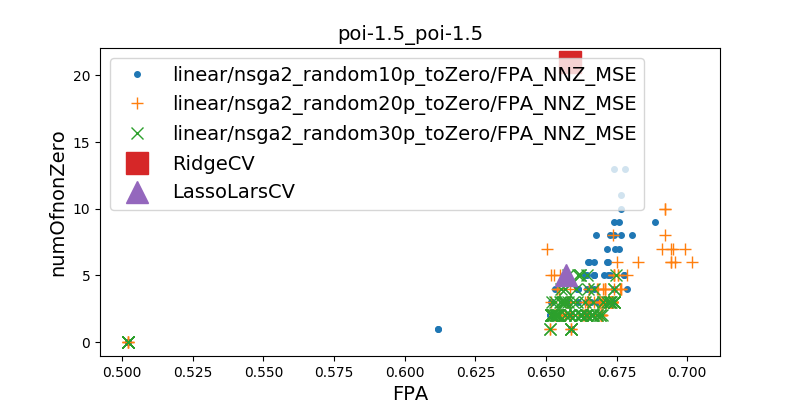 poi-1.5_poi-1.5
linear/nsga2_random10p_toZero/FPA_NNZ_MSE
linear/nsga2_random20p_toZero/FPA_NNZ_MSE
linear/nsga2_random30p_toZero/FPA_NNZ_MSE
RidgeCV
LassoLarsCV
numOfnonZero
20
15
10
5
0
0.500 0.525 0.550 0.575 0.600 0.625 0.650 0.675 0.700
FPA